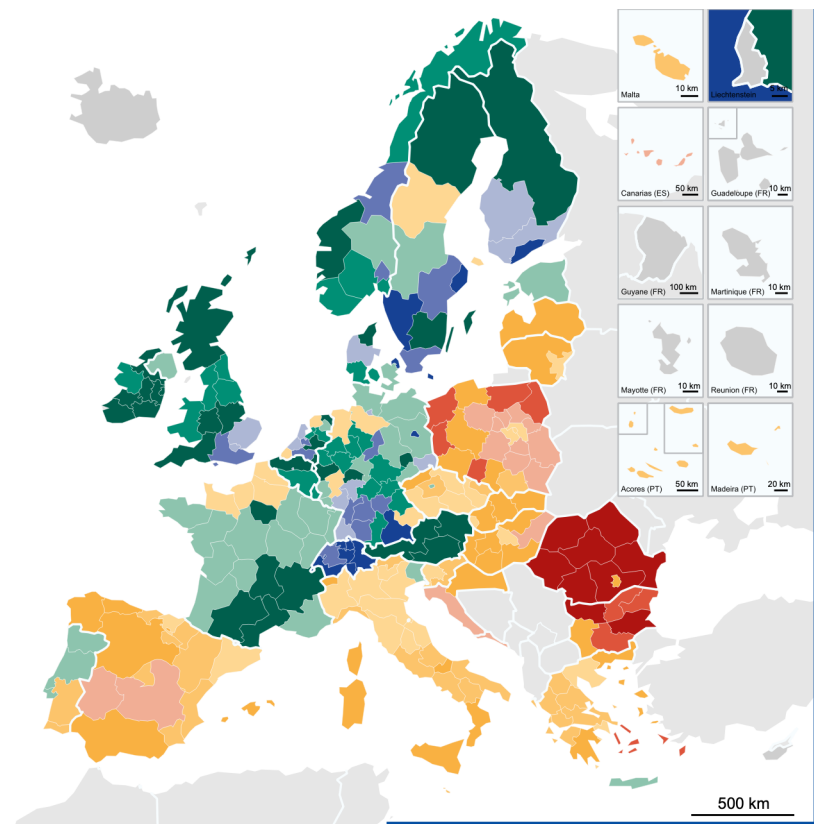 Malta
10 km
Liechtenstein
5 km
Canarias (ES)
50 km
Guadeloupe (FR)
10 km
Guyane (FR)
100 km
Martinique (FR)
10 km
Mayotte (FR)
10 km
Reunion (FR)
10 km
Acores (PT)
50 km
Madeira (PT)
20 km
500 km